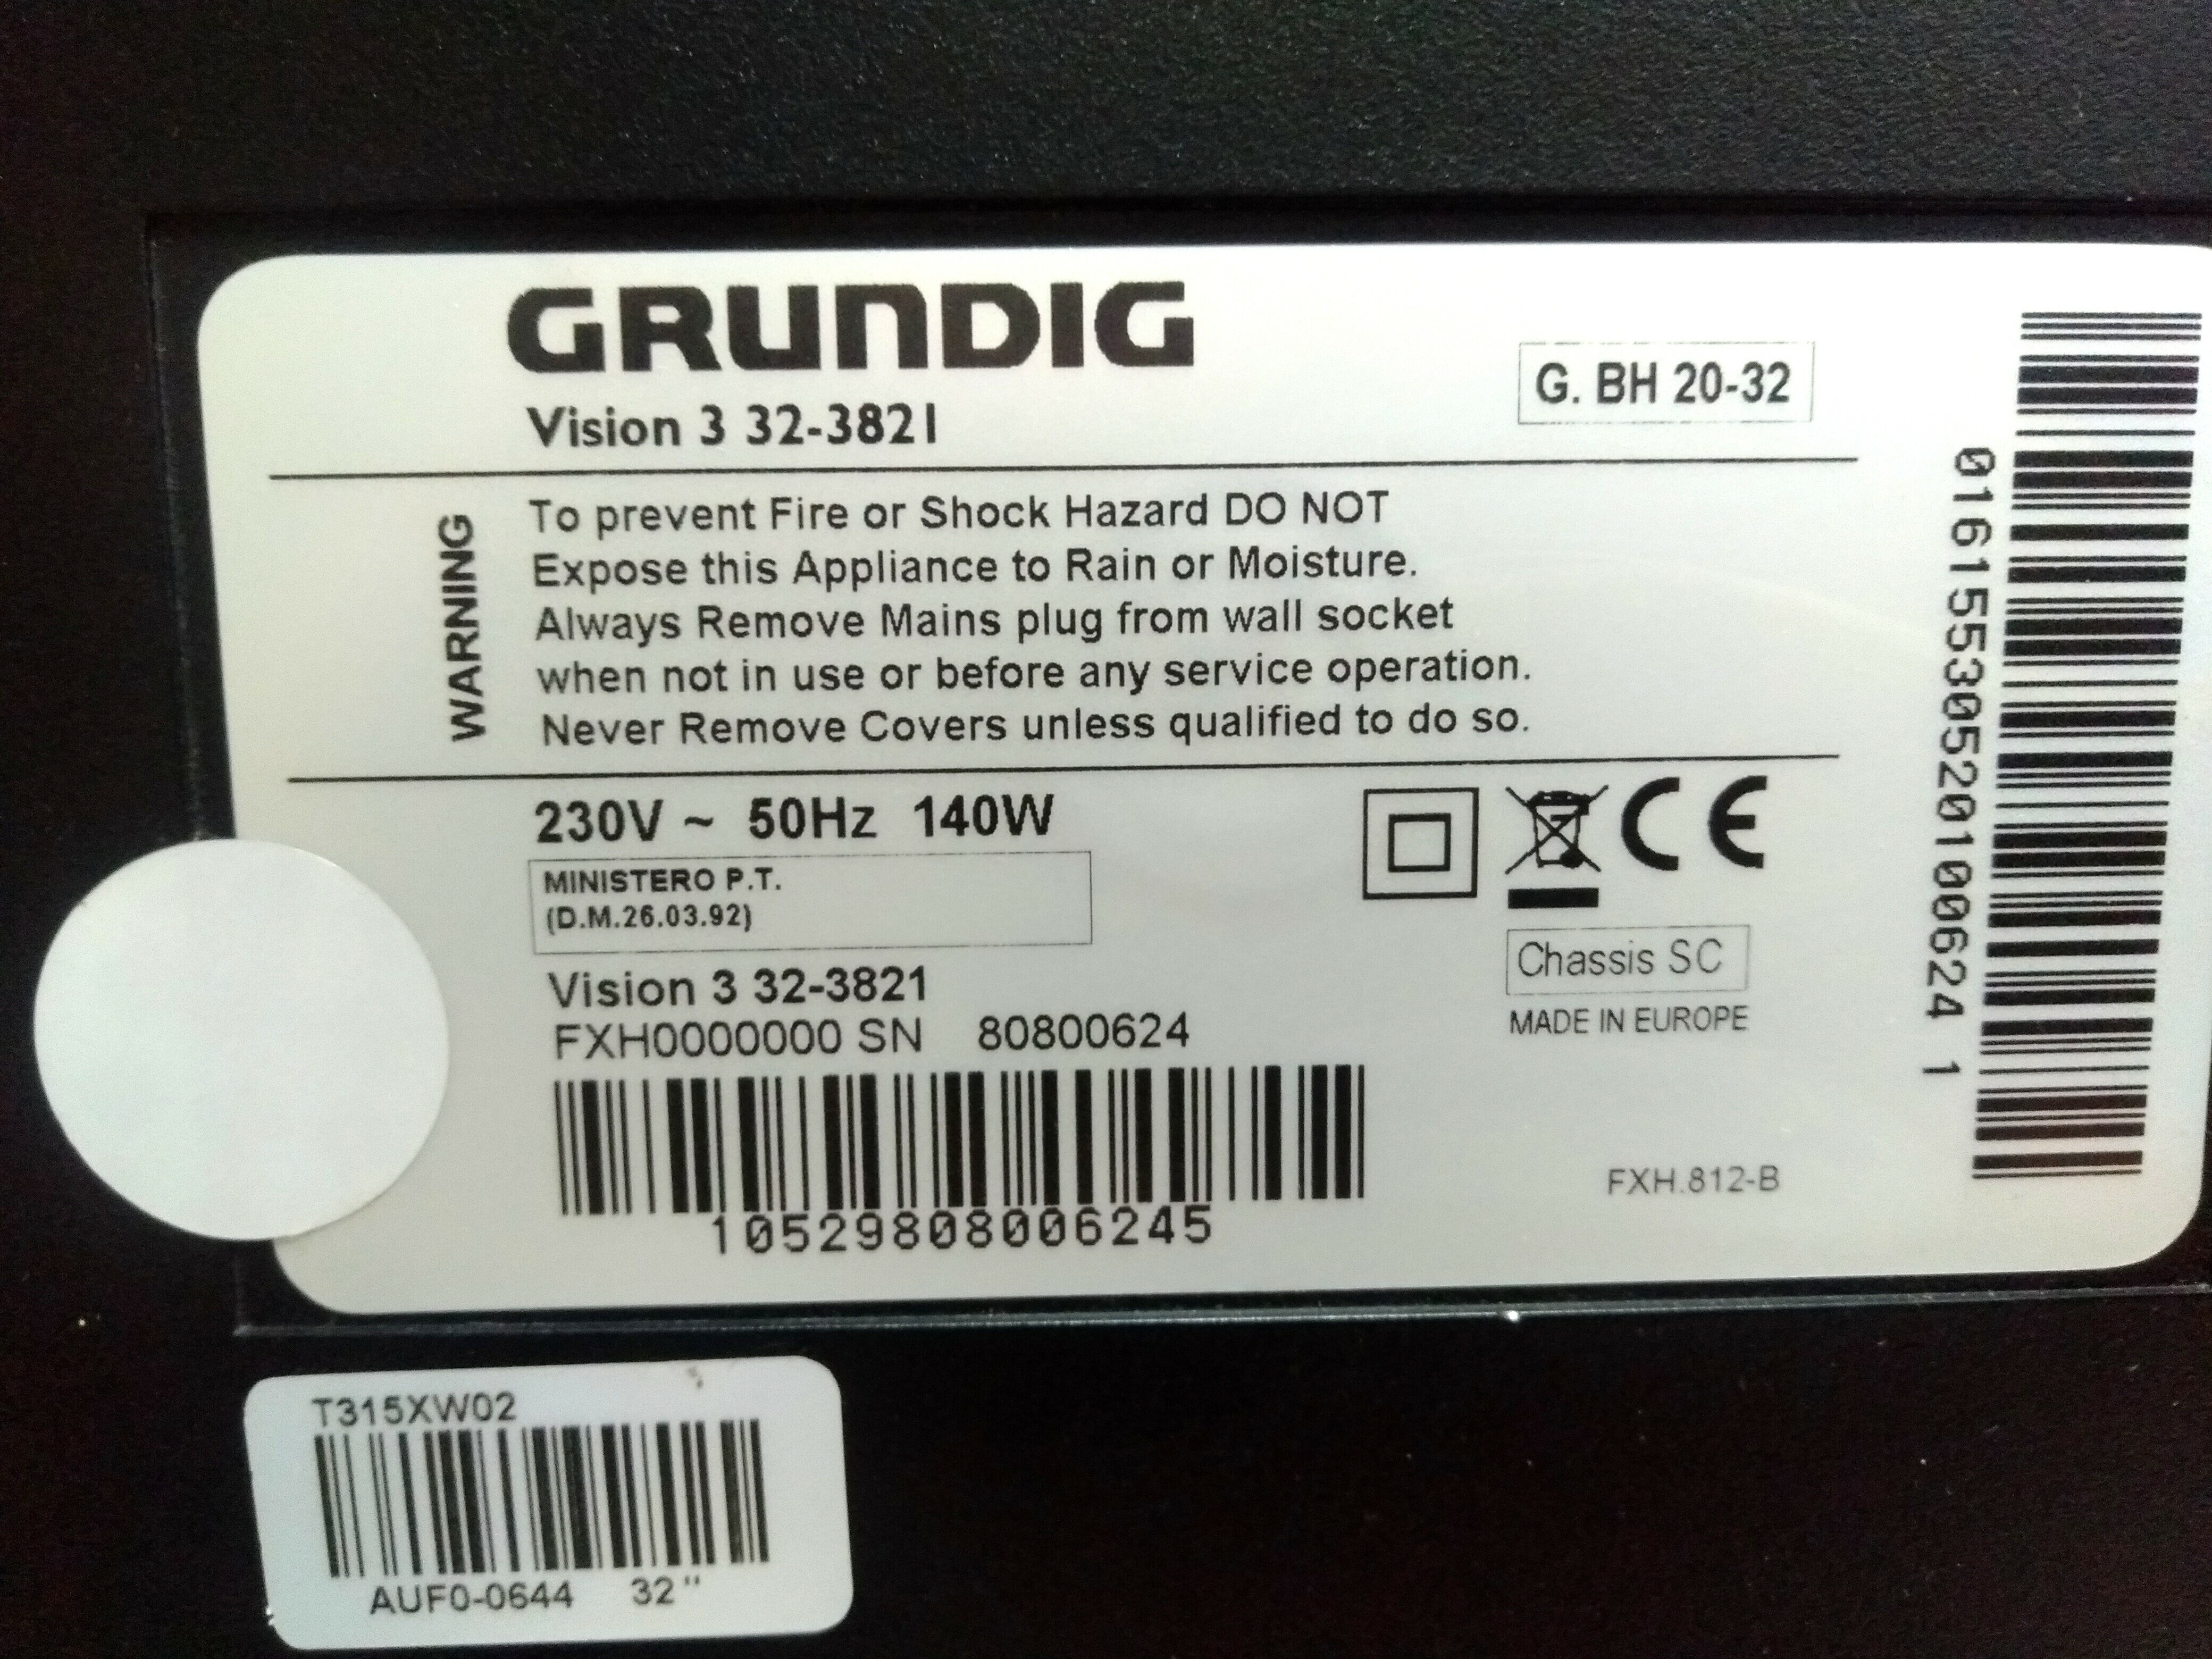 GRUNDIG
Vision 3 32-3821
G. BH 20-32
WARNING
To prevent Fire or Shock Hazard DO NOT
Expose this Appliance to Rain or Moisture.
Always Remove Mains plug from wall socket
when not in use or before any service operation.
Never Remove Covers unless qualified to do so.
230V ~ 50Hz 140W
MINISTERO P.T.
(D.M.26.03.92)
CE
Vision 3 32-3821
FXH0000000 SN 80800624
Chassis SC
MADE IN EUROPE
10529808006245
FXH.812-B
01615530520100624 1
T315XW02
AUF0-0644 32"